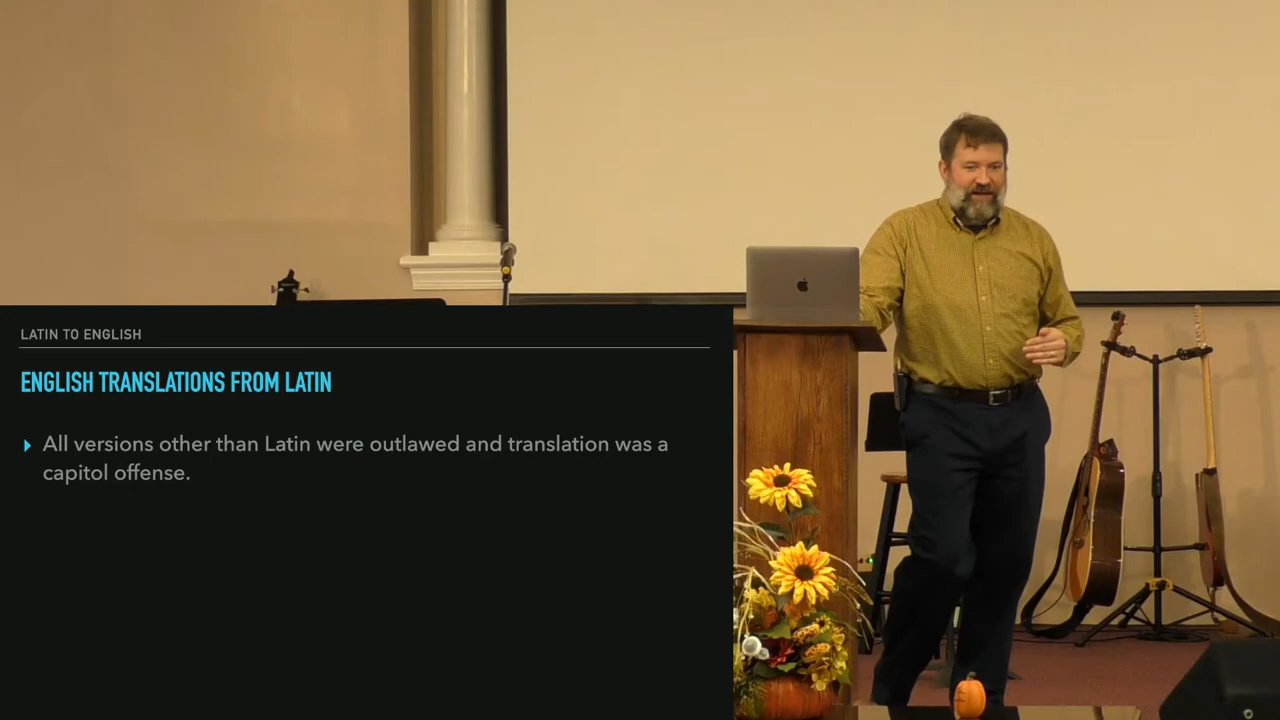 LATIN TO ENGLISH
ENGLISH TRANSLATIONS FROM LATIN
All versions other than Latin were outlawed and translation was a
capitol offense.